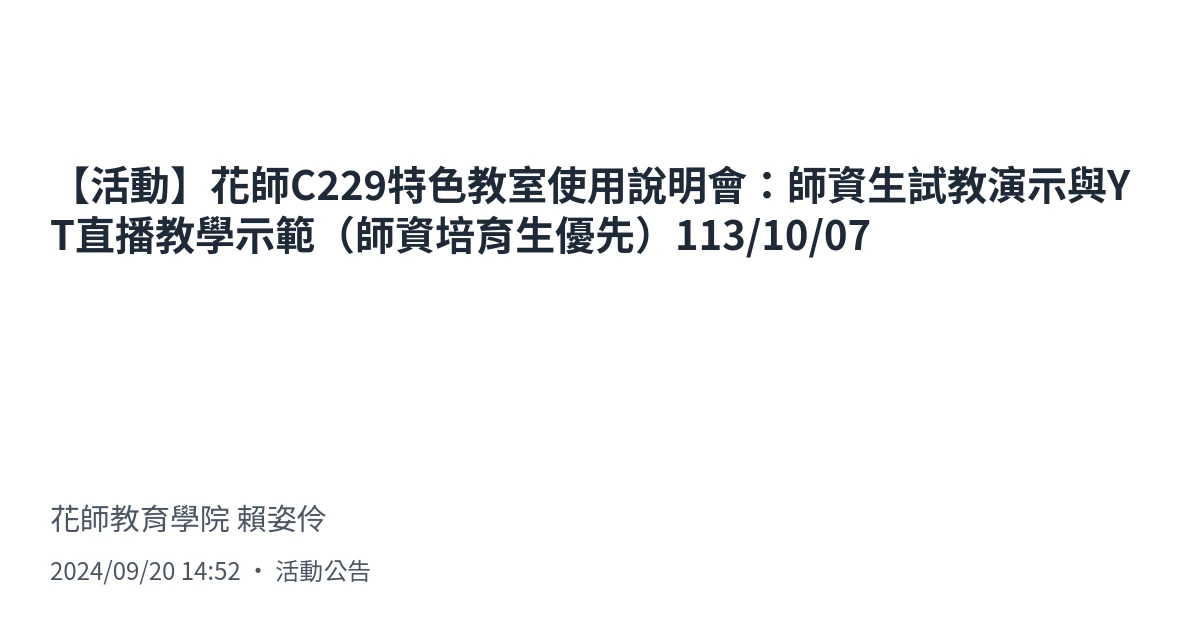 【活動】花師C229特色教室使用說明會：師資生試教演示與Y
T直播教學示範（師資培育生優先）113/10/07
花師教育學院 賴姿伶
2024/09/20 14:52 ・ 活動公告